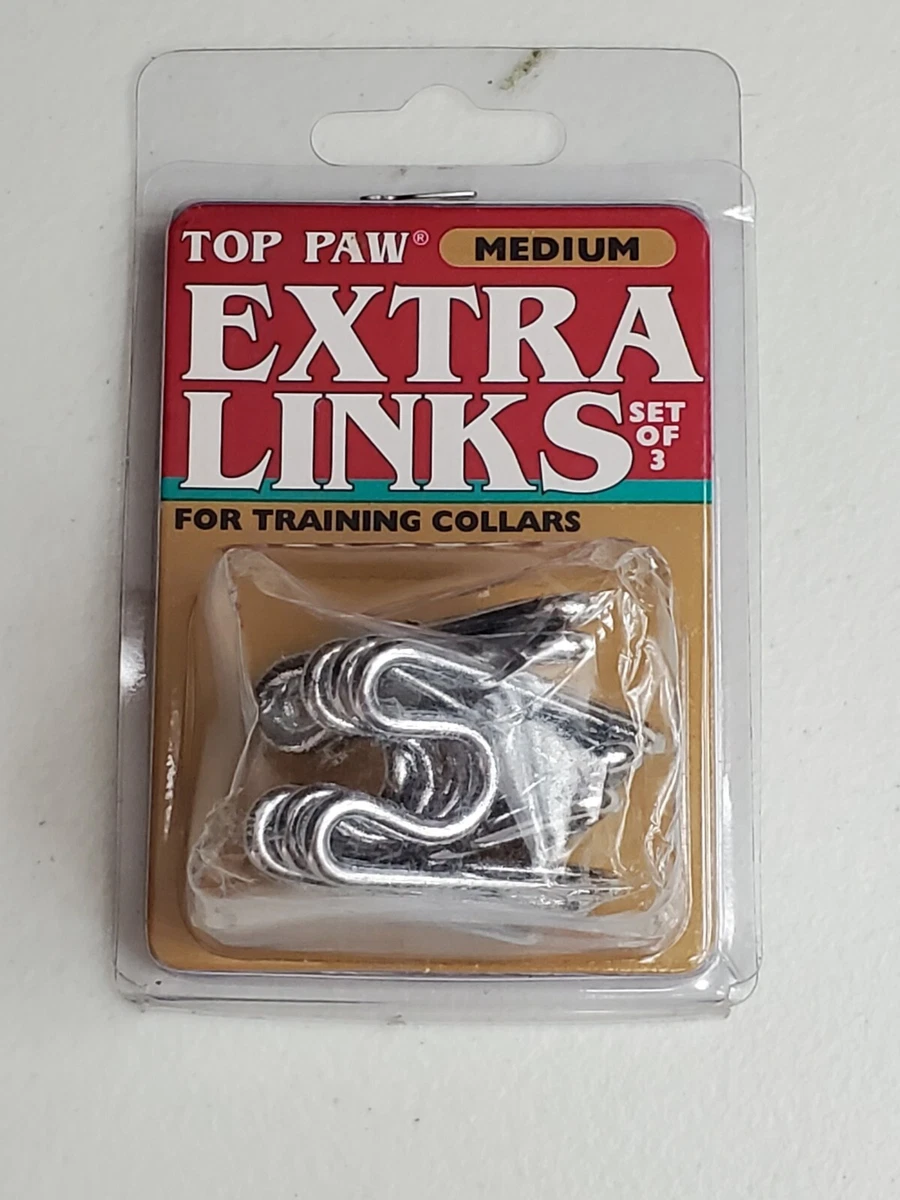 TOP PAW® MEDIUM
EXTRA
LINKS
SET
OF
3
FOR TRAINING COLLARS